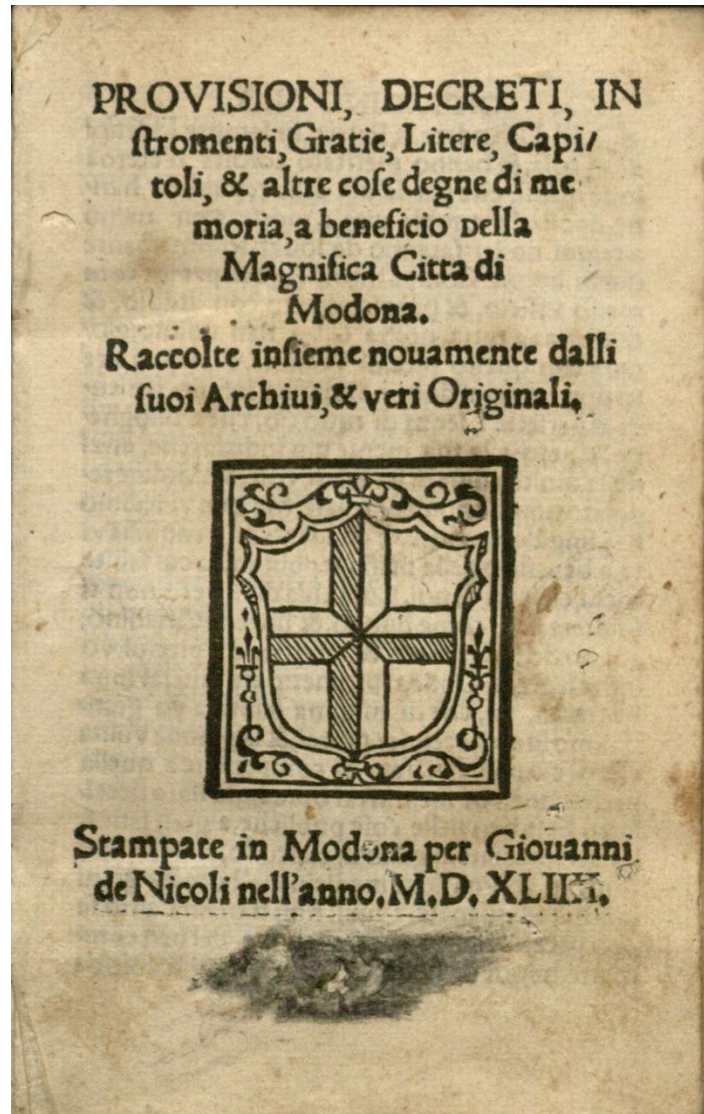 PROVISIONI, DECRETI, IN
ſtromenti, Gratie, Litere, Capi/
toli, & altre coſe degne di me
moria, a beneficio Della
Magnifica Citta di
Modona.
Raccolte inſieme nouamente dalli
ſuoi Archiui, & veri Originali.
Stampate in Modona per Giouanni
de Nicoli nell'anno. M.D. XLIIII.